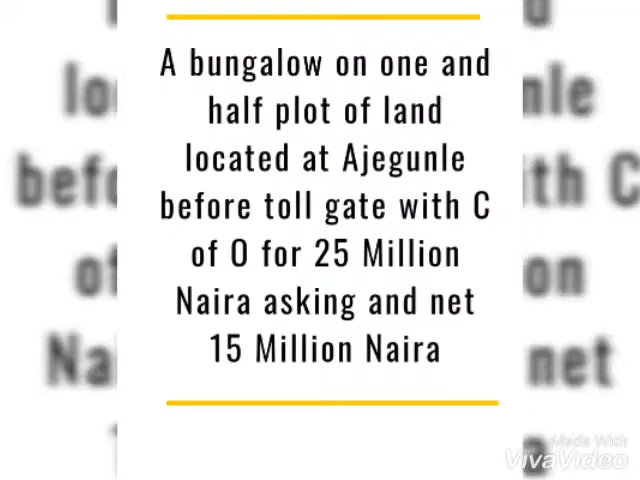 A bungalow on one and
half plot of land
located at Ajegunle
before toll gate with C
of O for 25 Million
Naira asking and net
15 Million Naira
Made With
VivaVideo